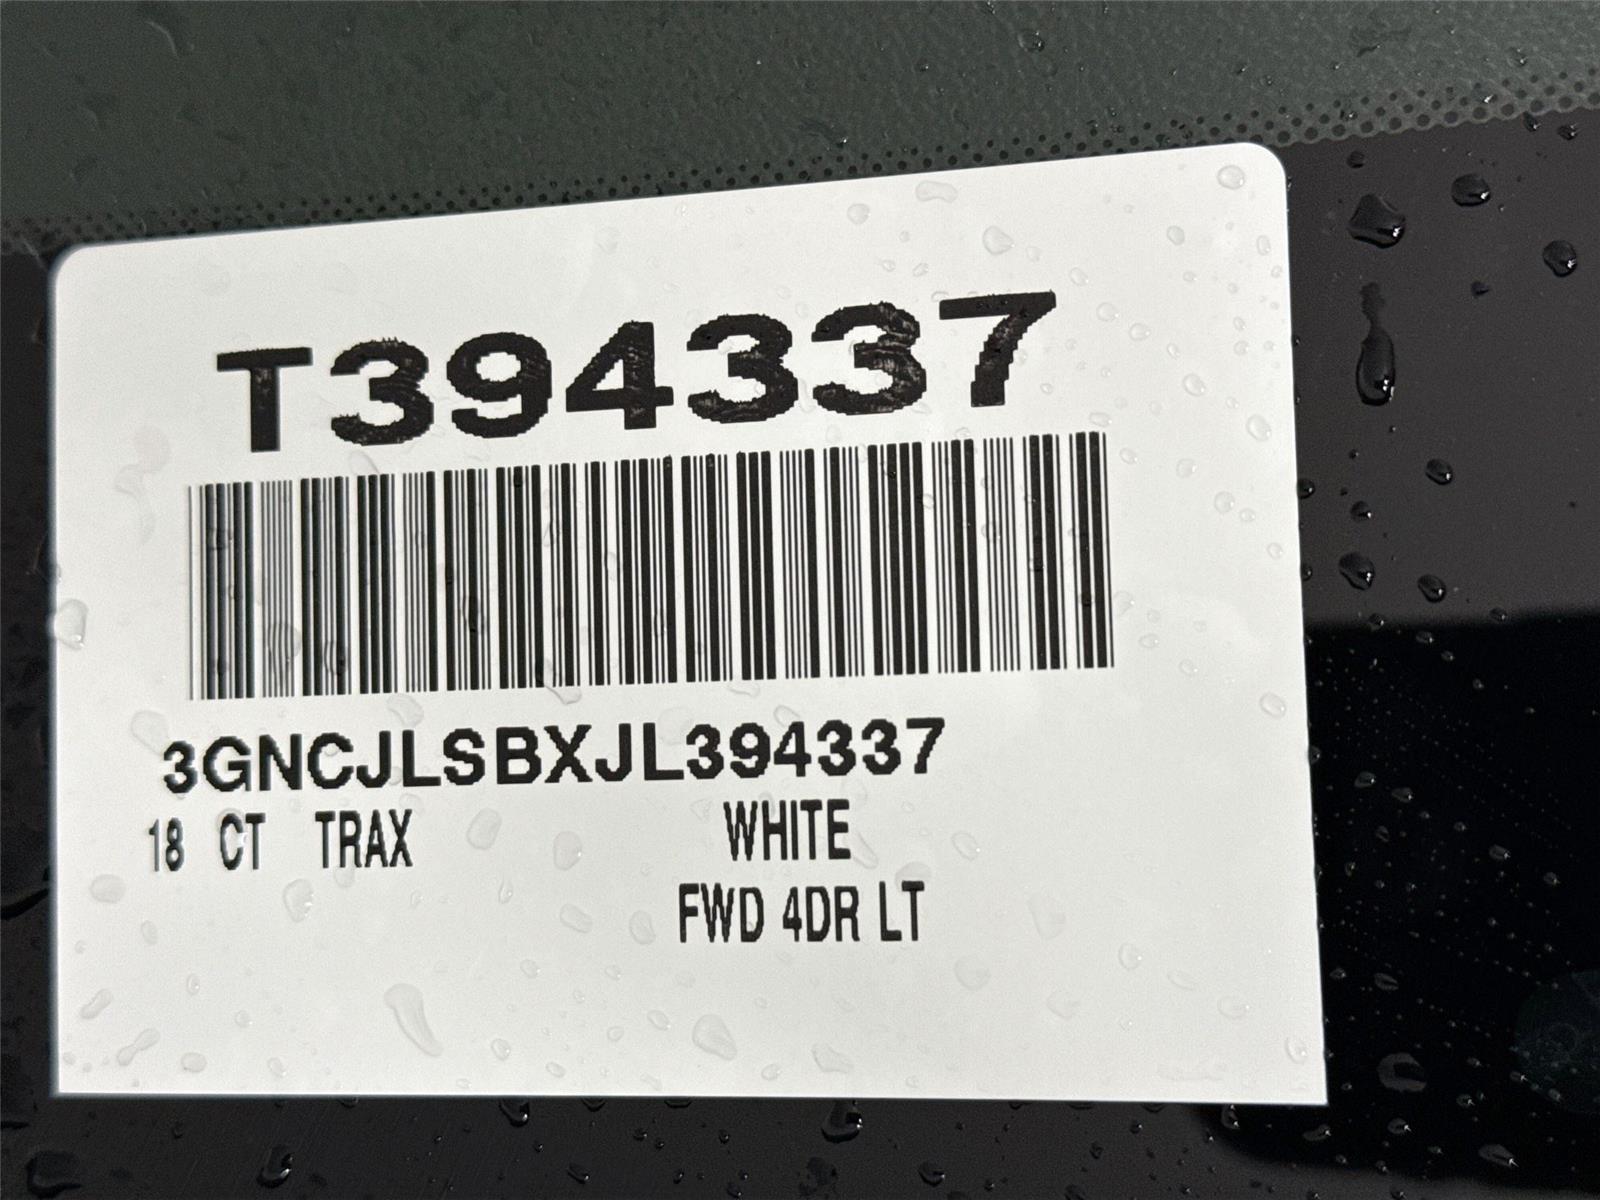 T394337
3GNCJLSBXJL394337
18 CT TRAX WHITE
FWD 4DR LT